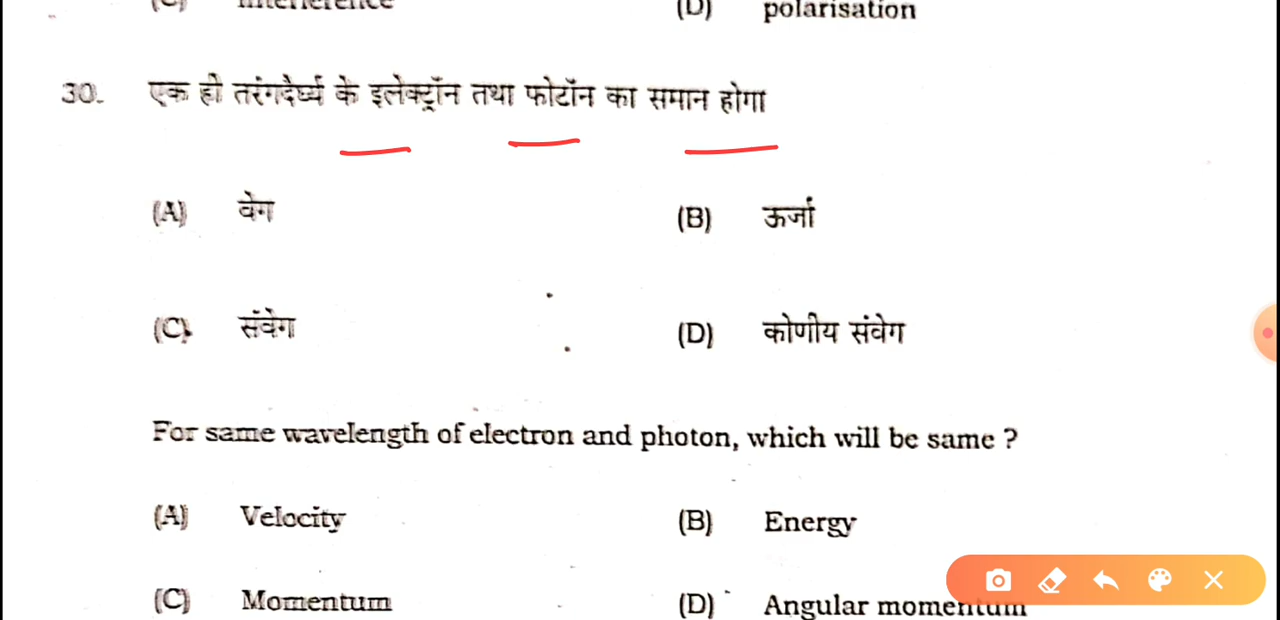 (D) polarisation
30. एक ही तरंगदैर्घ्य के इलेक्ट्रॉन तथा फोटॉन का समान होगा
(A) वेग (B) ऊर्जा
(C) संवेग (D) कोणीय संवेग
For same wavelength of electron and photon, which will be same ?
(A) Velocity (B) Energy
(C) Momentum (D) Angular momentum